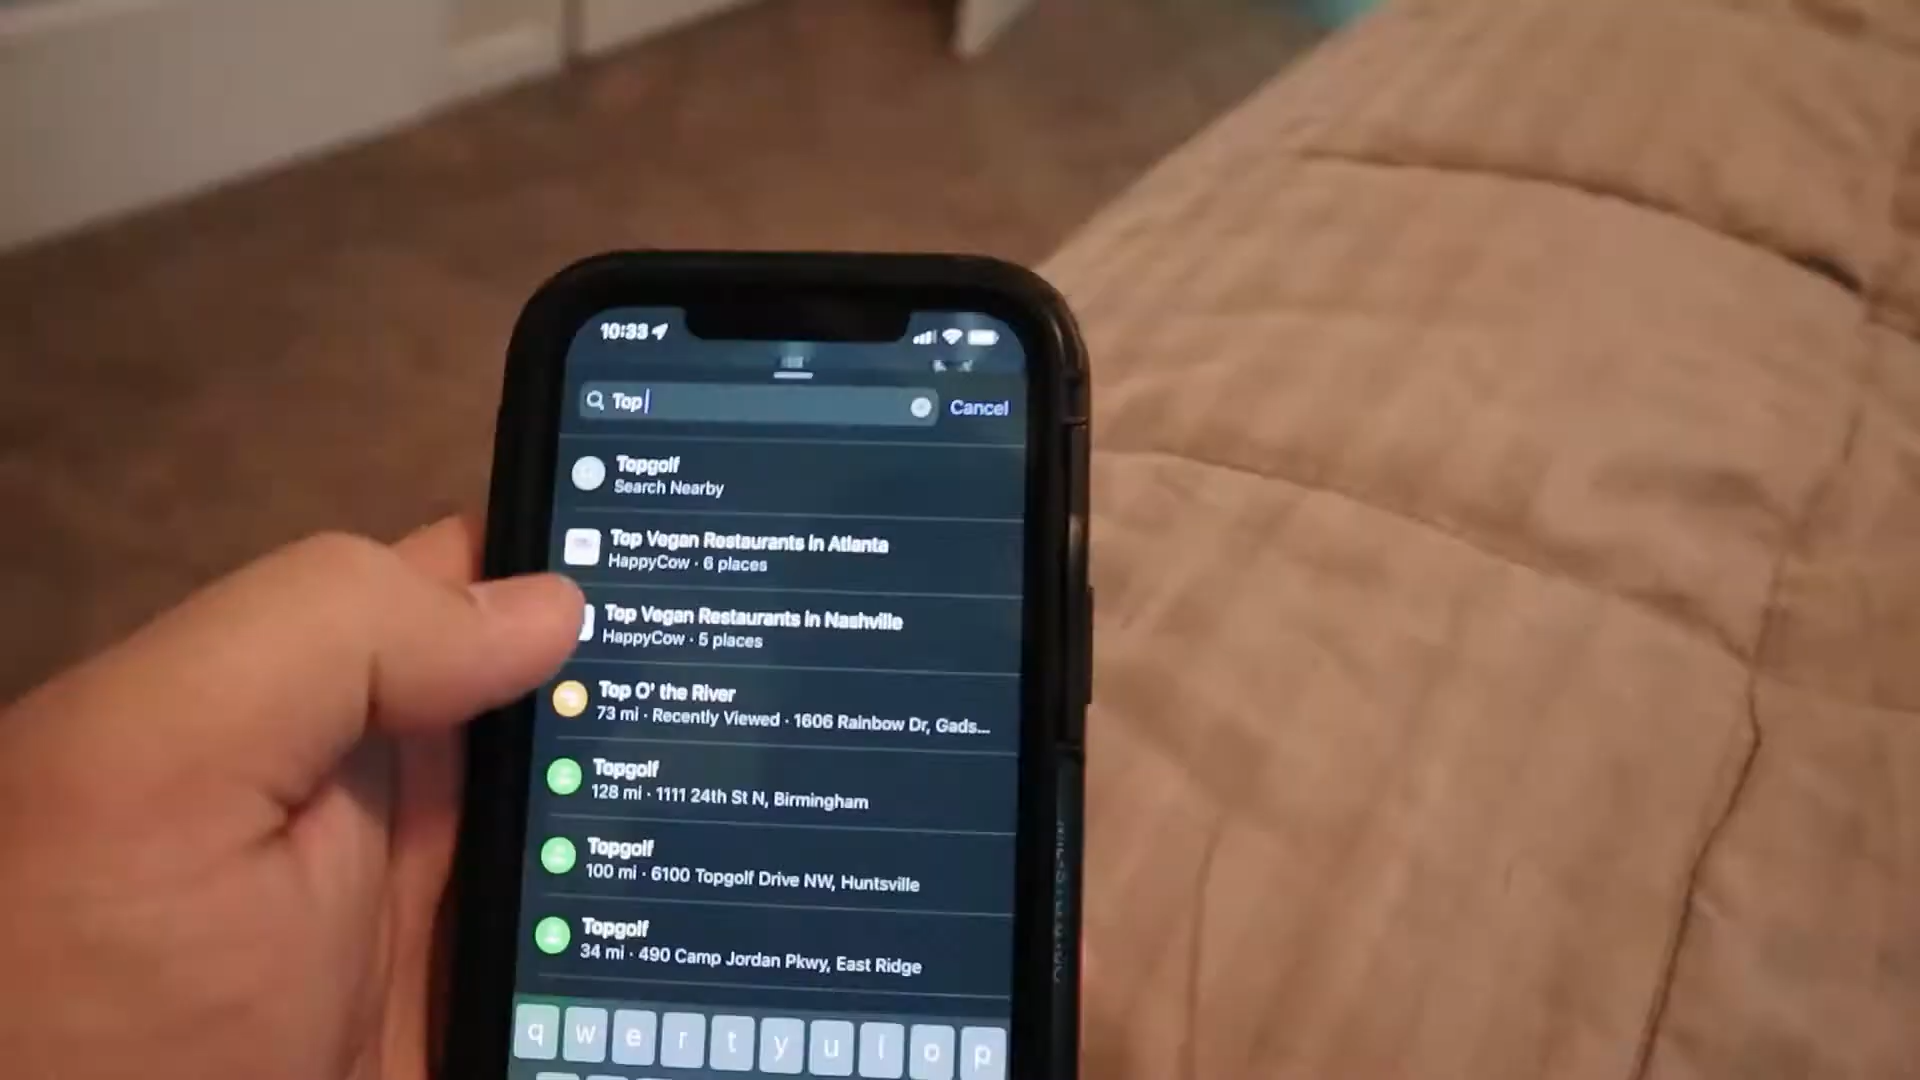 10:33
Top
Cancel
Topgolf
Search Nearby
Top Vegan Restaurants in Atlanta
HappyCow · 6 places
Top Vegan Restaurants in Nashville
HappyCow · 5 places
Top O' the River
73 mi · Recently Viewed · 1606 Rainbow Dr, Gads...
Topgolf
128 mi · 1111 24th St N, Birmingham
Topgolf
100 mi · 6100 Topgolf Drive NW, Huntsville
Topgolf
34 mi · 490 Camp Jordan Pkwy, East Ridge
q w e r t y u i o p